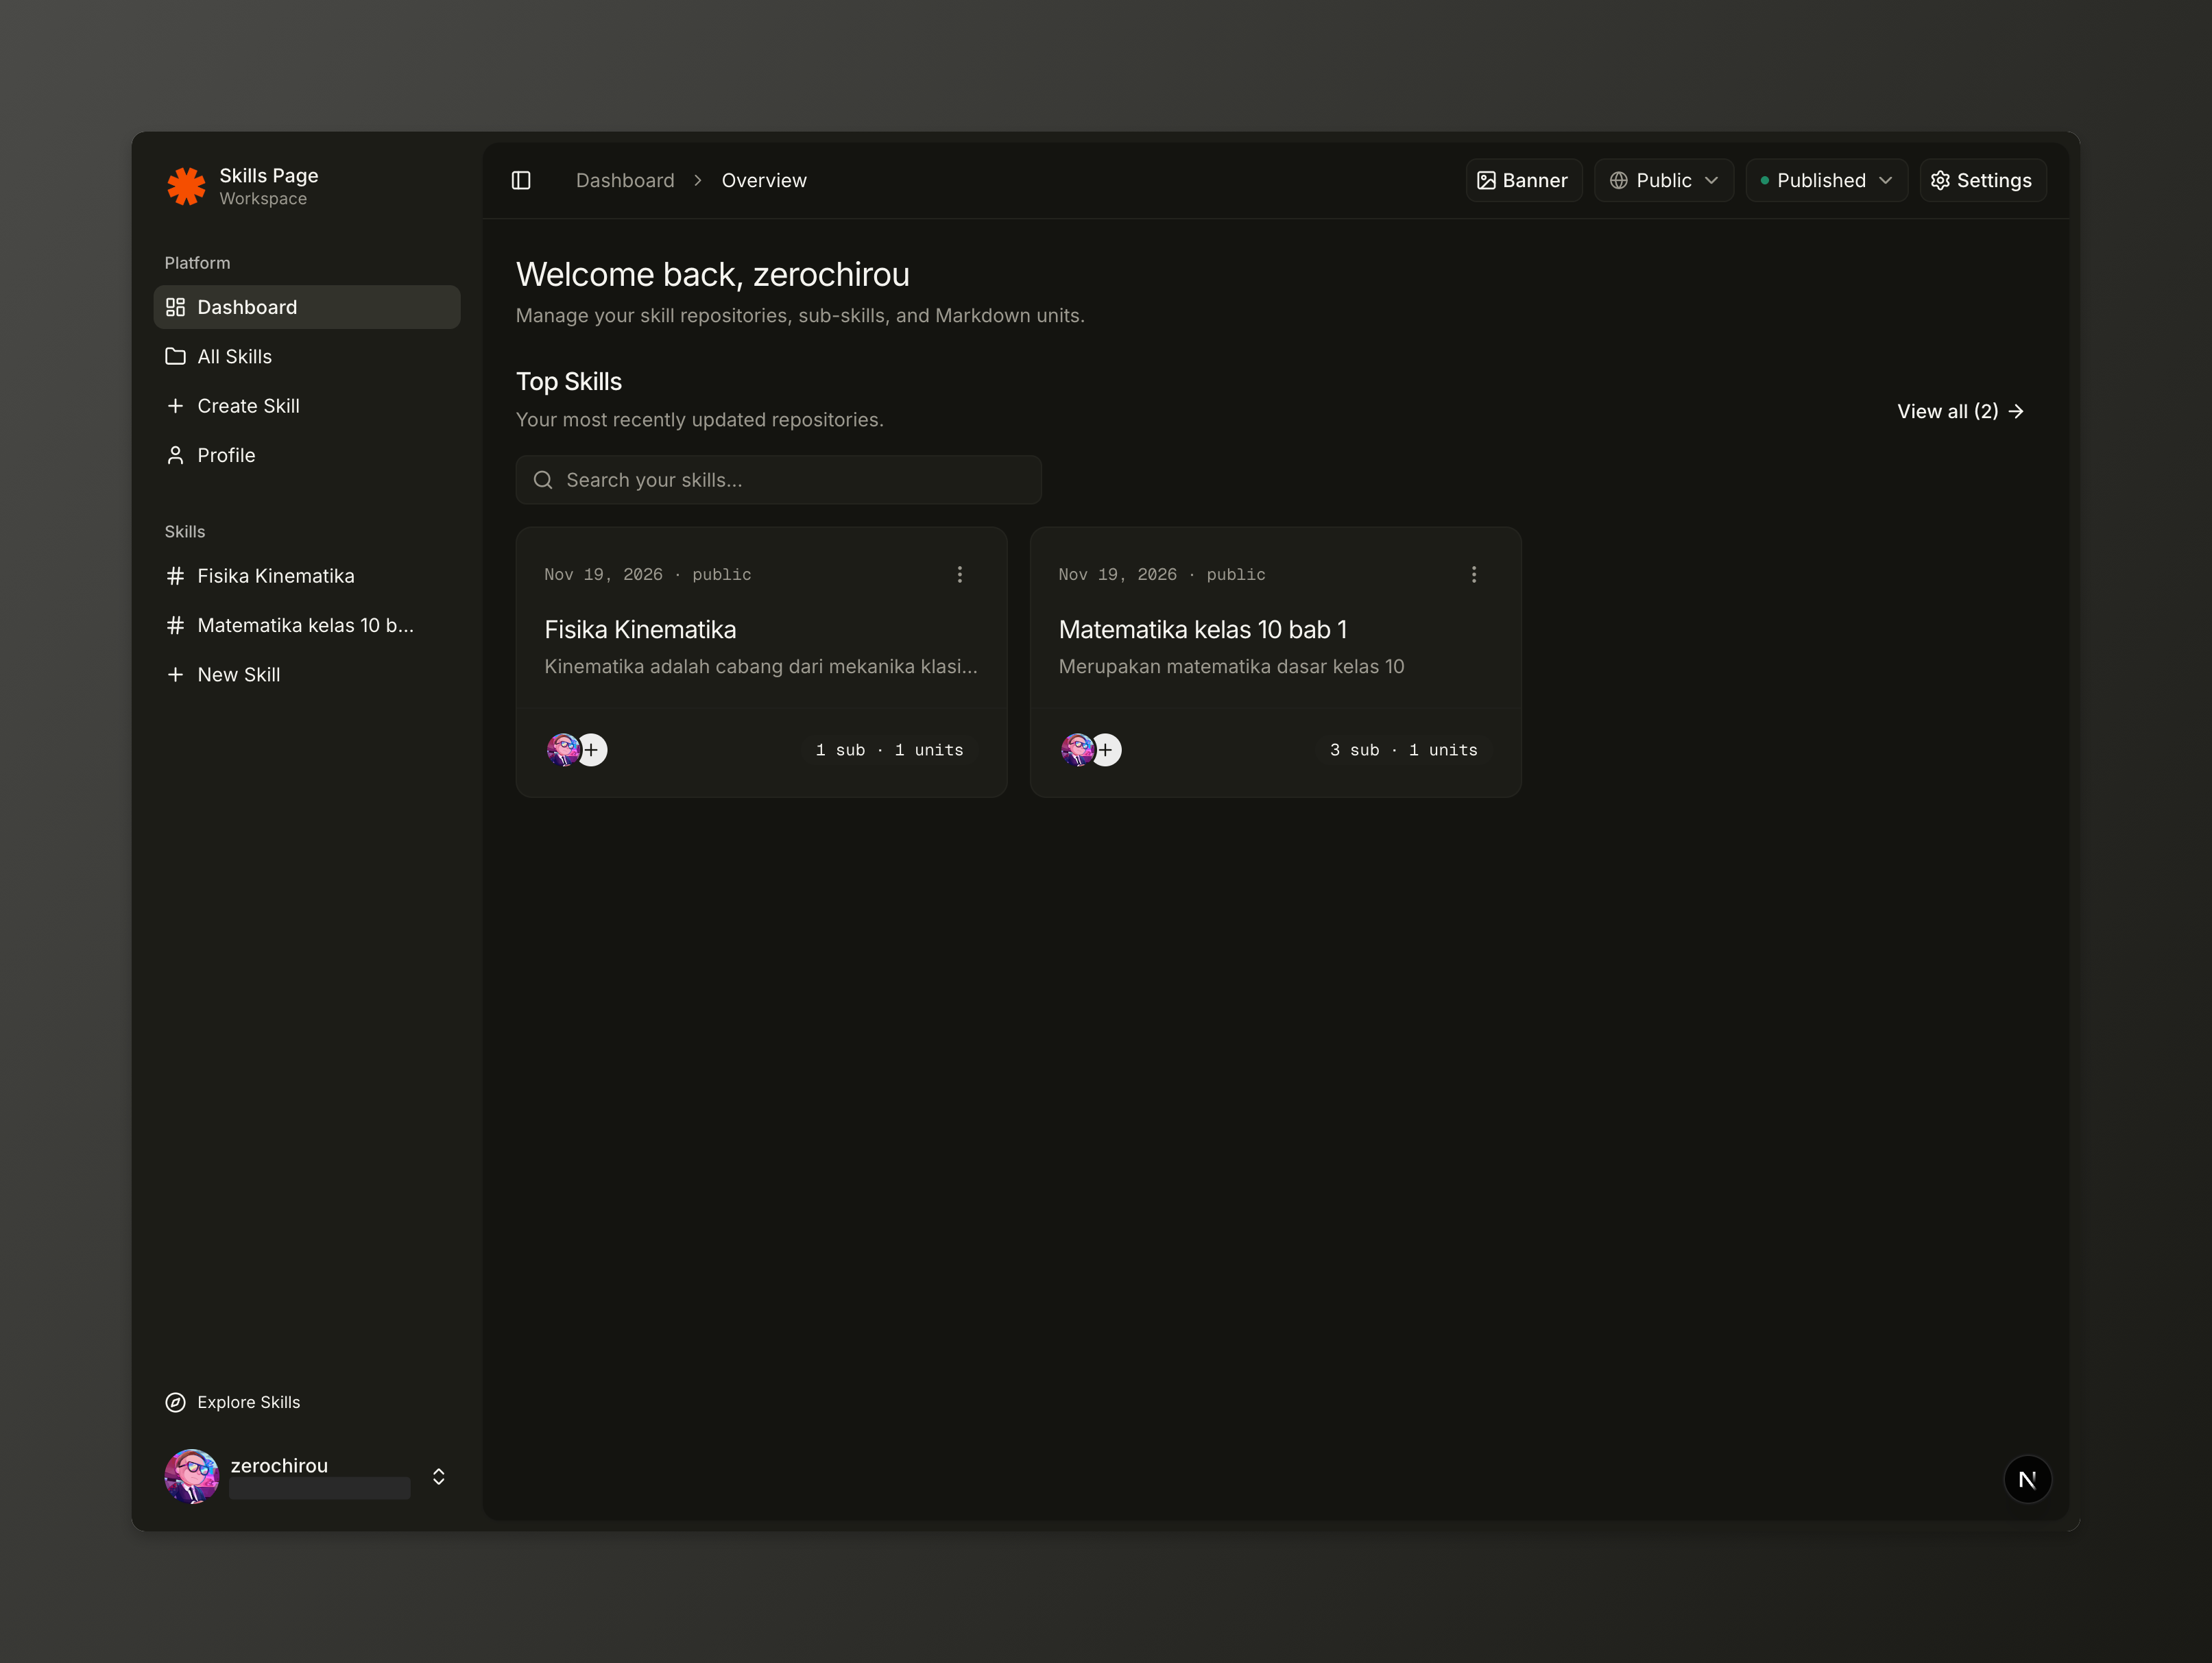 Skills Page
Workspace
Platform
Dashboard
All Skills
Create Skill
Profile
Skills
Fisika Kinematika
Matematika kelas 10 b...
New Skill
Explore Skills
zerochirou
Dashboard > Overview
Banner
Public
Published
Settings
Welcome back, zerochirou
Manage your skill repositories, sub-skills, and Markdown units.
Top Skills
Your most recently updated repositories.
View all (2) →
Search your skills...
Nov 19, 2026 · public
Fisika Kinematika
Kinematika adalah cabang dari mekanika klasi...
1 sub · 1 units
Nov 19, 2026 · public
Matematika kelas 10 bab 1
Merupakan matematika dasar kelas 10
3 sub · 1 units
N